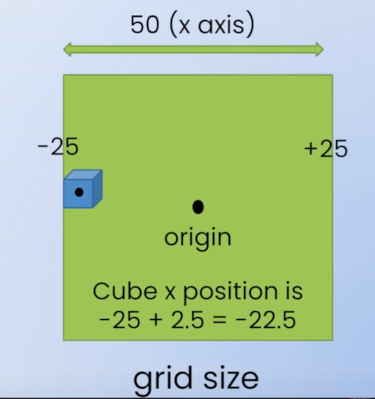 50 (x axis)
-25
+25
origin
Cube x position is
-25 + 2.5 = -22.5
grid size